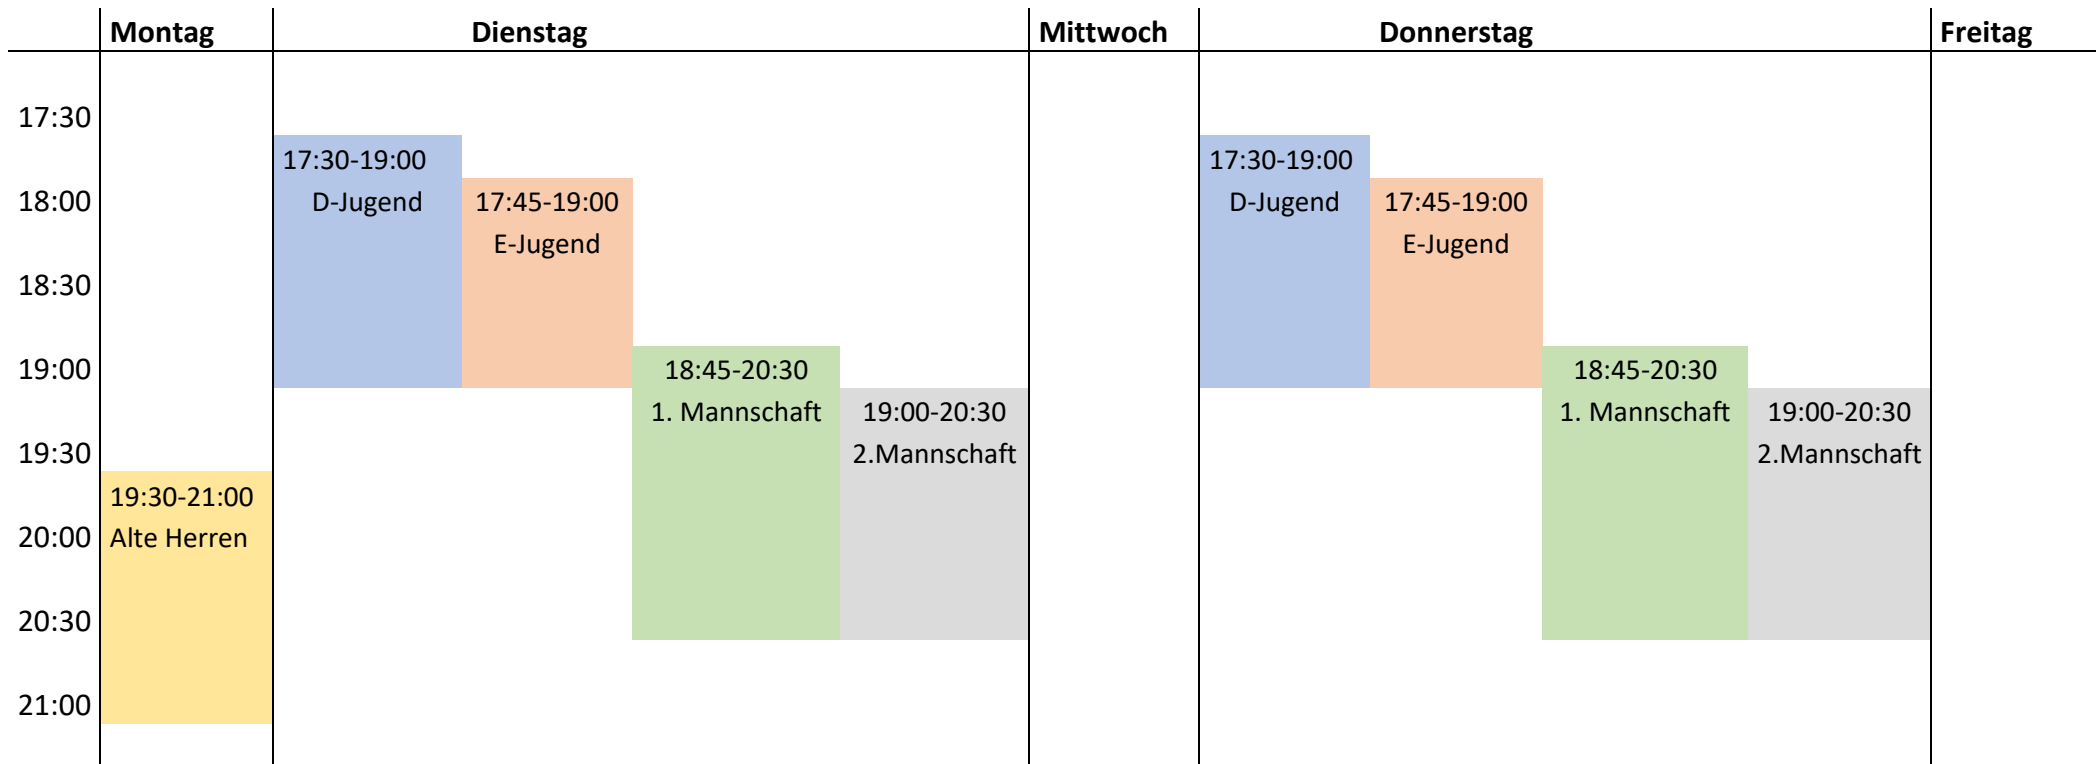 Montag Dienstag Mittwoch Donnerstag Freitag
17:30
17:30-19:00 17:30-19:00
18:00 D-Jugend 17:45-19:00 D-Jugend 17:45-19:00
E-Jugend E-Jugend
18:30
19:00 18:45-20:30 18:45-20:30
1. Mannschaft 19:00-20:30 1. Mannschaft 19:00-20:30
19:30 2.Mannschaft 2.Mannschaft
19:30-21:00
20:00 Alte Herren
20:30
21:00